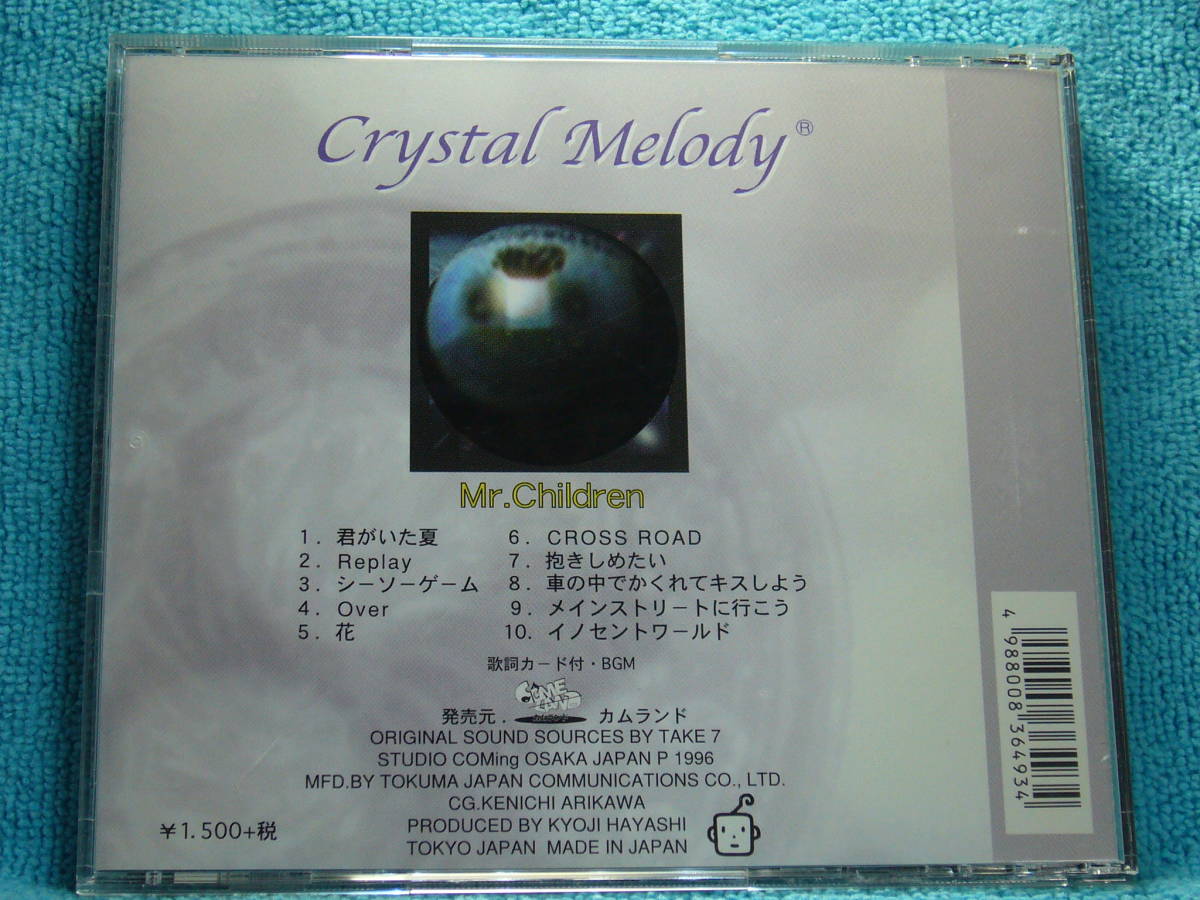 Crystal Melody®
Mr.Children
1. 君がいた夏
2. Replay
3. シーソーゲーム
4. Over
5. 花
6. CROSS ROAD
7. 抱きしめたい
8. 車の中でかくれてキスしよう
9. メインストリートに行こう
10. イノセントワールド
歌詞カード付・BGM
発売元. カムランド
ORIGINAL SOUND SOURCES BY TAKE 7
STUDIO COMing OSAKA JAPAN P 1996
MFD.BY TOKUMA JAPAN COMMUNICATIONS CO., LTD.
CG.KENICHI ARIKAWA
PRODUCED BY KYOJI HAYASHI
TOKYO JAPAN MADE IN JAPAN
¥1.500+税
4 988008 364934